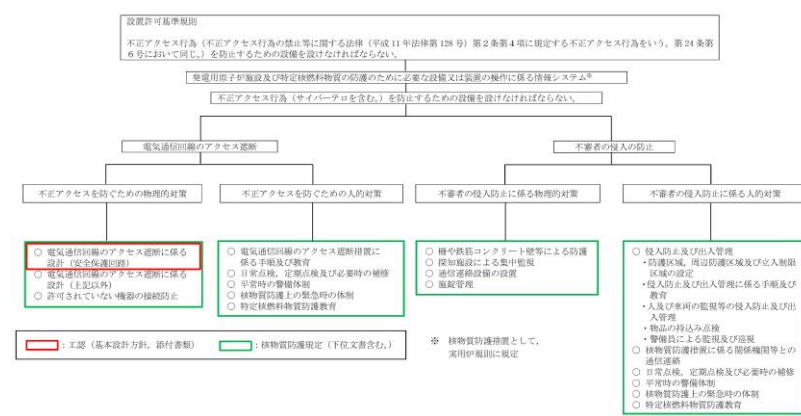 設置許可基準規則
不正アクセス行為（不正アクセス行為の禁止等に関する法律（平成11年法律第128号）第2条第4項に規定する不正アクセス行為をいう。第24条第
6号において同じ。）を防止するための設備を設けなければならない。
発電用原子炉施設及び特定核燃料物質の防護のために必要な設備又は装置の操作に係る情報システム※
不正アクセス行為（サイバーテロを含む。）を防止するための設備を設けなければならない。
電気通信回線のアクセス遮断
不審者の侵入の防止
不正アクセスを防ぐための物理的対策
不正アクセスを防ぐための人的対策
不審者の侵入防止に係る物理的対策
不審者の侵入防止に係る人的対策
○ 電気通信回線のアクセス遮断に係る
設計（安全保護回路）
○ 電気通信回線のアクセス遮断に係る
設計（上記以外）
○ 許可されていない機器の接続防止
○ 電気通信回線のアクセス遮断措置に
係る手順及び教育
○ 日常点検、定期点検及び必要時の補修
○ 平常時の警備体制
○ 核物質防護上の緊急時の体制
○ 特定核燃料物質防護教育
○ 柵や鉄筋コンクリート壁等による防護
○ 探知施設による集中監視
○ 通信連絡設備の設置
○ 施錠管理
○ 侵入防止及び出入管理
・防護区域、周辺防護区域及び立入制限
区域の設定
・侵入防止及び出入管理に係る手順及び
教育
・人及び車両の監視等の侵入防止及び出
入管理
・物品の持込み点検
・警備員による監視及び巡視
○ 核物質防護措置に係る関係機関等との
通信連絡
○ 日常点検、定期点検及び必要時の補修
○ 平常時の警備体制
○ 核物質防護上の緊急時の体制
○ 特定核燃料物質防護教育
：工認（基本設計方針，添付書類）
：核物質防護規定（下位文書含む。）
※ 核物質防護措置として，
実用炉規則に規定